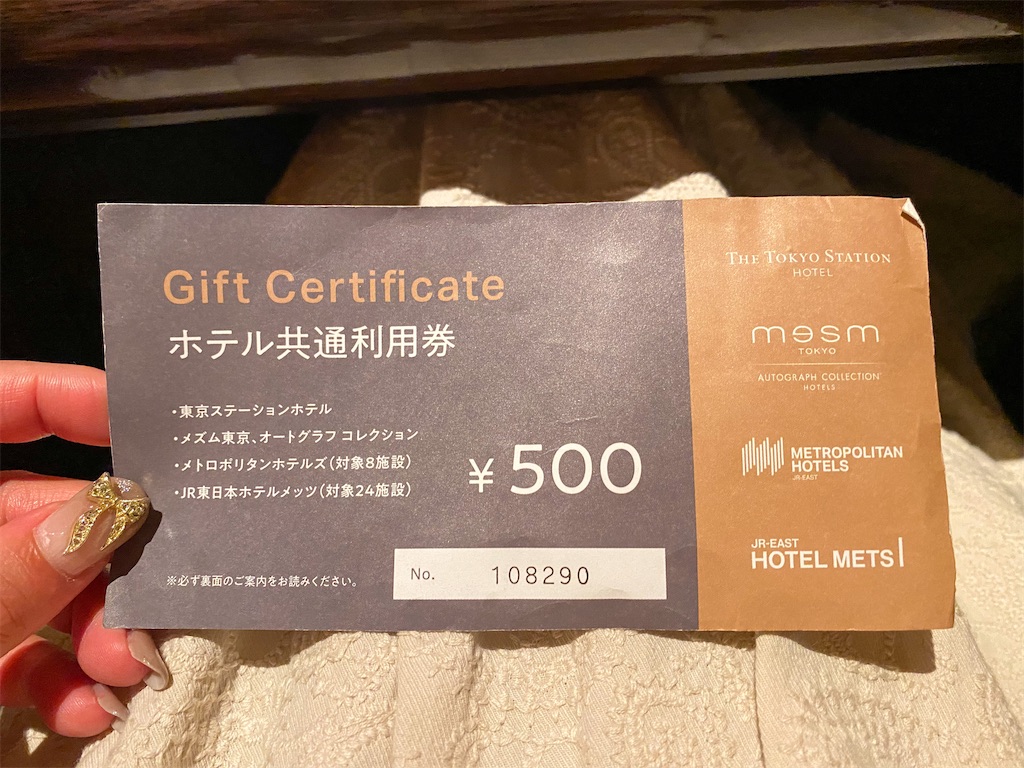 Gift Certificate
ホテル共通利用券
・東京ステーションホテル
・メズム東京、オートグラフ コレクション
・メトロポリタンホテルズ（対象8施設）
・JR東日本ホテルメッツ（対象24施設）
¥500
※必ず裏面のご案内をお読みください。
No. 108290
THE TOKYO STATION
HOTEL
mesm
TOKYO
AUTOGRAPH COLLECTION
HOTELS
METROPOLITAN
HOTELS
JR-EAST
JR-EAST
HOTEL METS